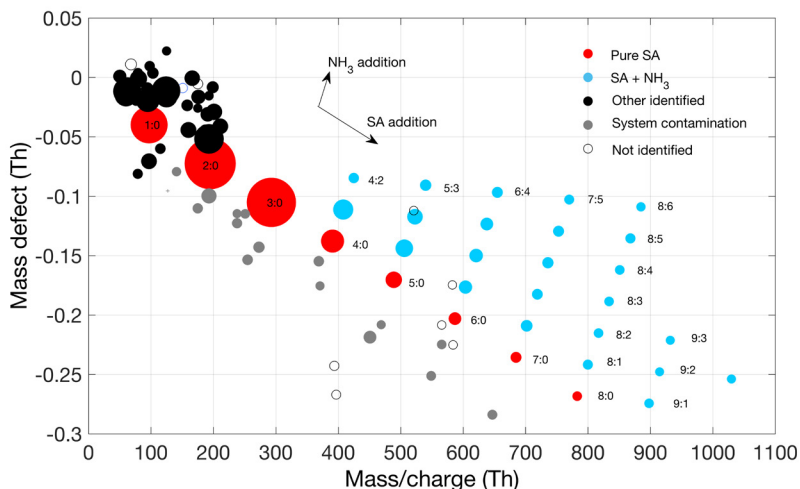 0.05
0
-0.05
-0.1
-0.15
-0.2
-0.25
-0.3
Mass defect (Th)
0 100 200 300 400 500 600 700 800 900 1000 1100
Mass/charge (Th)
NH3 addition
SA addition
Pure SA
SA + NH3
Other identified
System contamination
Not identified
1:0
2:0
3:0
4:0
5:0
6:0
7:0
8:0
4:2
5:3
6:4
7:5
8:6
8:5
8:4
8:3
8:2
8:1
9:3
9:2
9:1